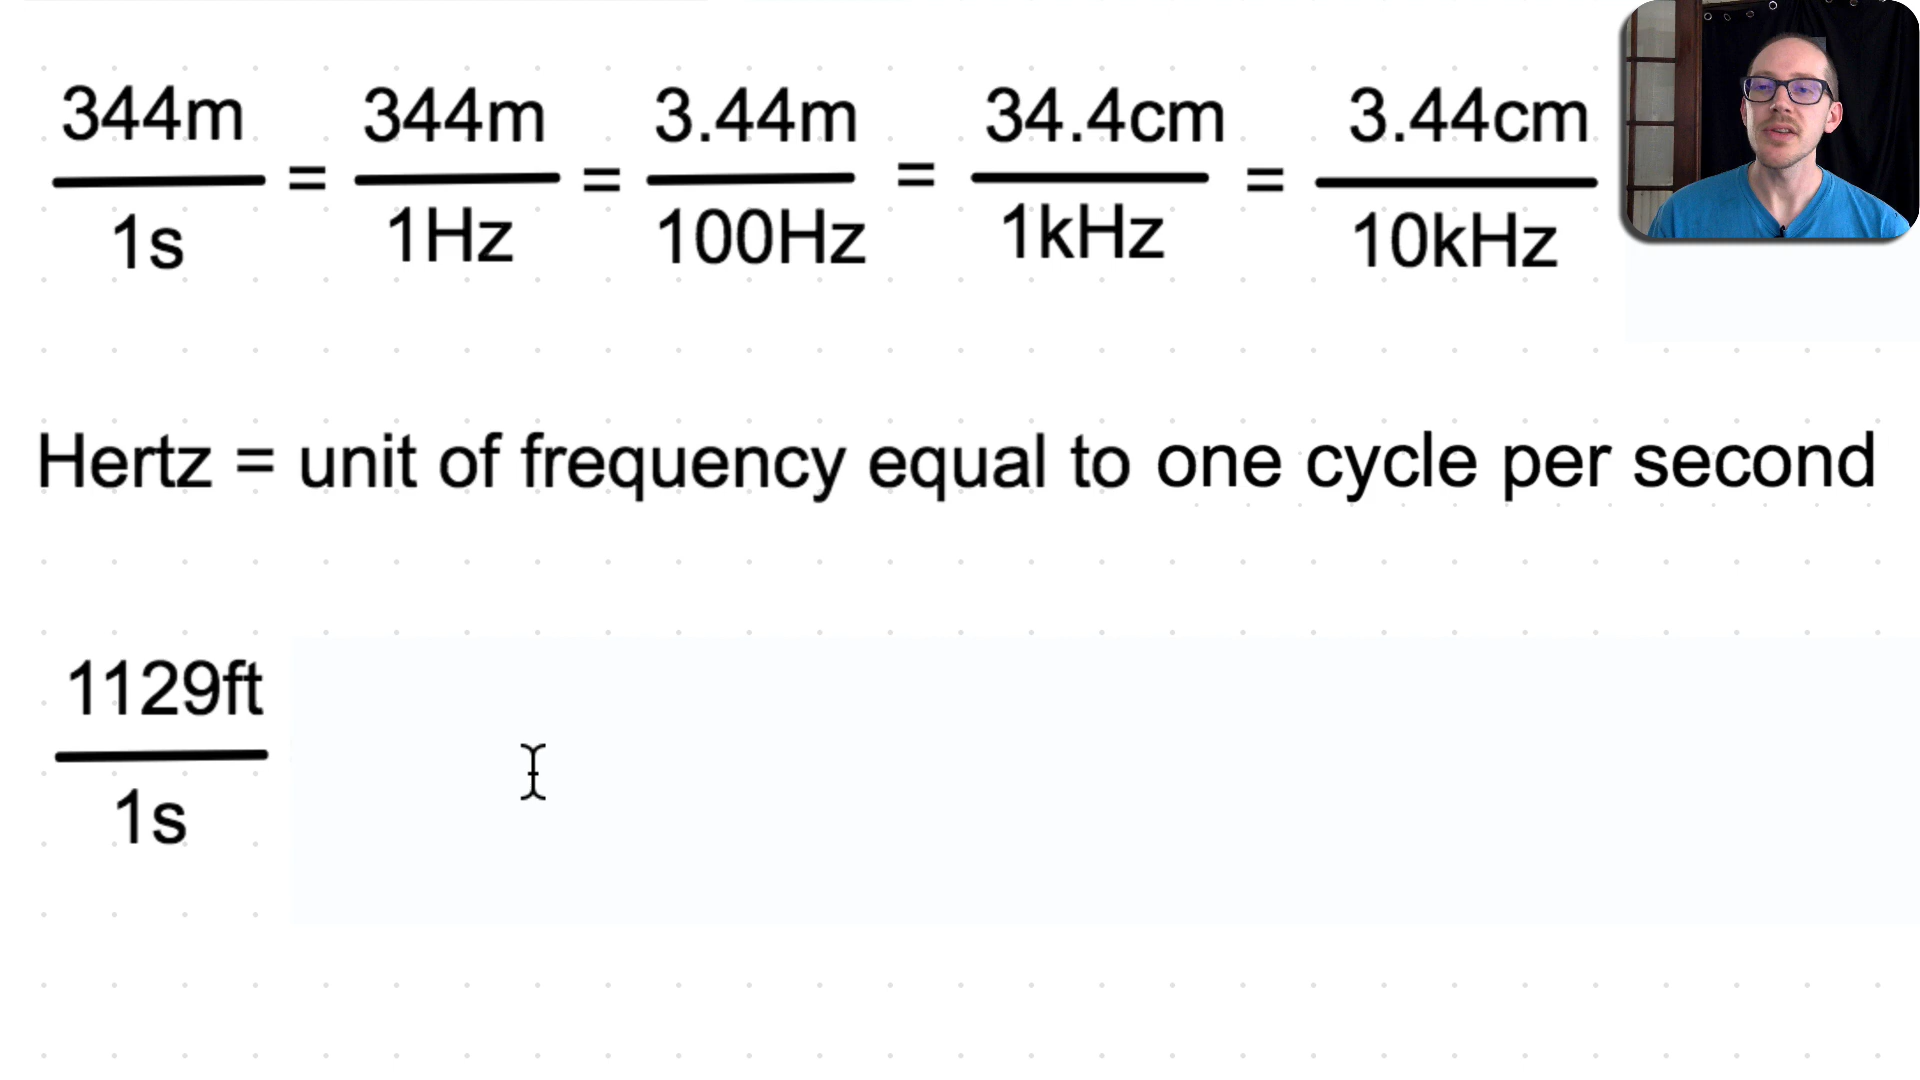 344m = 344m = 3.44m = 34.4cm = 3.44cm
1s 1Hz 100Hz 1kHz 10kHz
Hertz = unit of frequency equal to one cycle per second
1129ft
1s